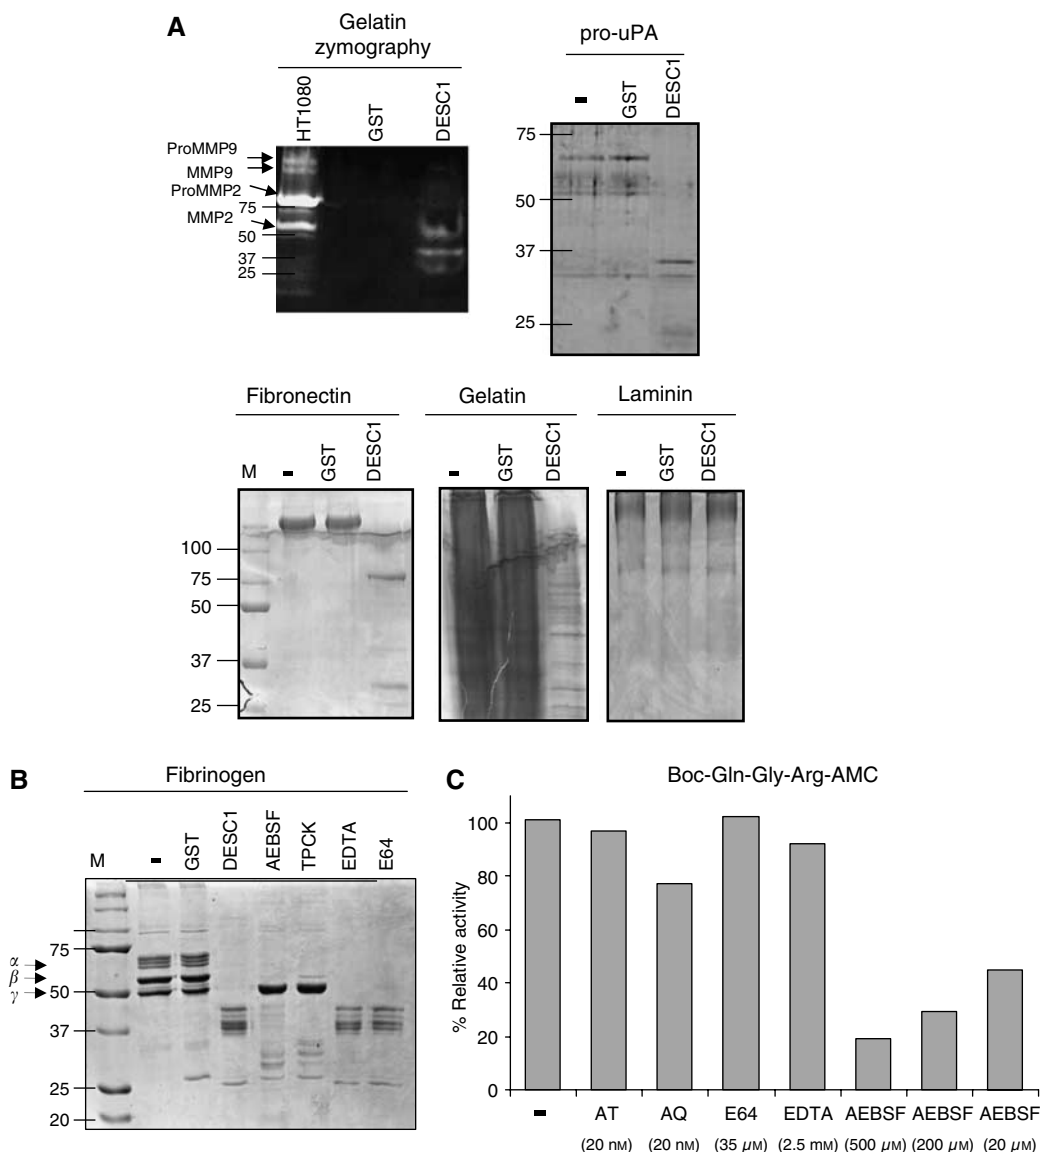 A
Gelatin
zymography
HT1080
GST
DESC1
ProMMP9
MMP9
ProMMP2
75
MMP2
50
37
25
pro-uPA
-
GST
DESC1
75
50
37
25
Fibronectin
M
-
GST
DESC1
100
75
50
37
25
Gelatin
-
GST
DESC1
Laminin
-
GST
DESC1
B
Fibrinogen
M
-
GST
DESC1
AEBSF
TPCK
EDTA
E64
75
α
β
γ
50
37
25
20
C
Boc-Gln-Gly-Arg-AMC
% Relative activity
100
80
60
40
20
0
- AT AQ E64 EDTA AEBSF AEBSF AEBSF
(20 nM) (20 nM) (35 μM) (2.5 mM) (500 μM) (200 μM) (20 μM)